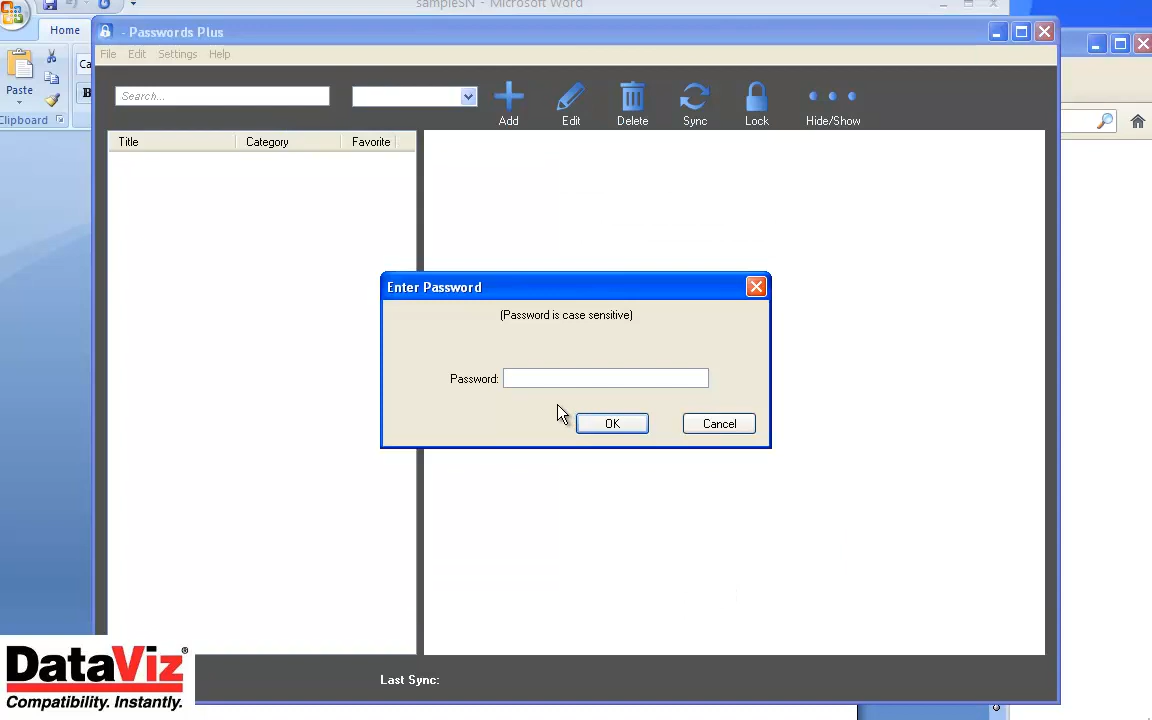 sampleSN - Microsoft Word
Home
- Passwords Plus
File Edit Settings Help
Paste
Ca
B
Clipboard
Search...
Add Edit Delete Sync Lock Hide/Show
Title Category Favorite
Enter Password
(Password is case sensitive)
Password:
OK Cancel
DataViz®
Compatibility. Instantly.
Last Sync: